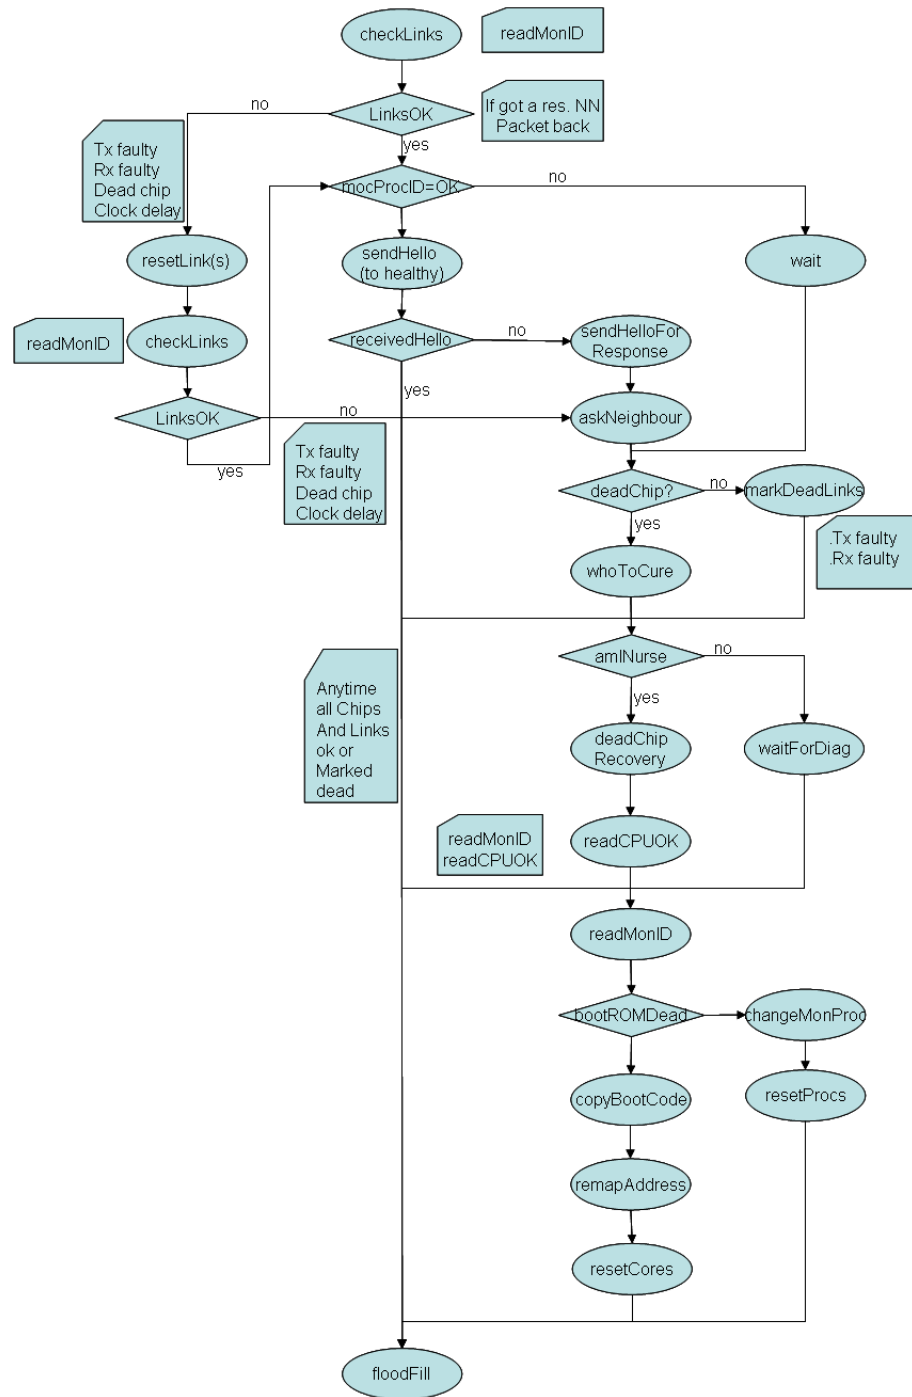 checkLinks
readMonID
LinksOK
no
If got a res. NN
Packet back
yes
Tx faulty
Rx faulty
Dead chip
Clock delay
mocProcID=OK
no
resetLink(s)
sendHello
(to healthy)
wait
readMonID
checkLinks
receivedHello
no
sendHelloFor
Response
yes
LinksOK
no
askNeighbour
yes
Tx faulty
Rx faulty
Dead chip
Clock delay
deadChip?
no
markDeadLinks
yes
.Tx faulty
.Rx faulty
whoToCure
amINurse
no
yes
Anytime
all Chips
And Links
ok or
Marked
dead
deadChip
Recovery
waitForDiag
readMonID
readCPUOK
readCPUOK
readMonID
bootROMDead
changeMonProc
copyBootCode
resetProcs
remapAddress
resetCores
floodFill